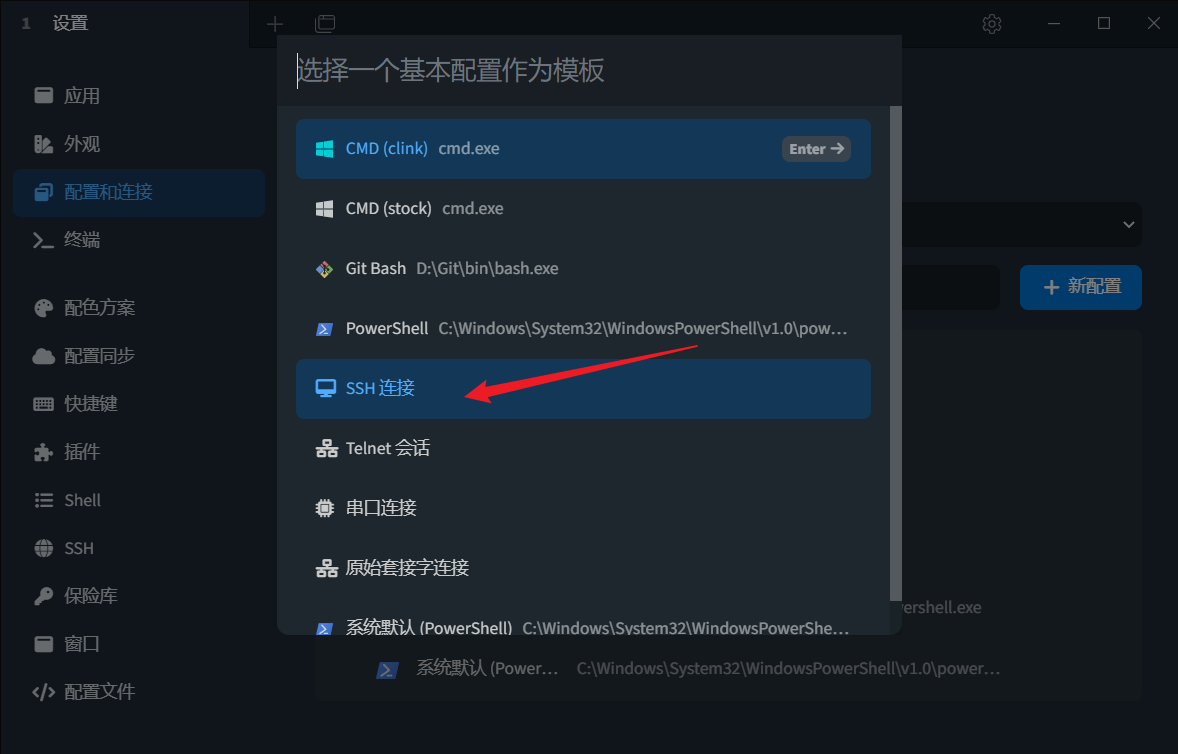 1 设置
选择一个基本配置作为模板
应用
外观
配置和连接
终端
配色方案
配置同步
快捷键
插件
Shell
SSH
保险库
窗口
配置文件
CMD (clink) cmd.exe Enter →
CMD (stock) cmd.exe
Git Bash D:\Git\bin\bash.exe
PowerShell C:\Windows\System32\WindowsPowerShell\v1.0\pow…
SSH 连接
Telnet 会话
串口连接
原始套接字连接
系统默认 (PowerShell) C:\Windows\System32\WindowsPowerShe…
+ 新配置
ershell.exe
系统默认 (Power… C:\Windows\System32\WindowsPowerShell\v1.0\power…